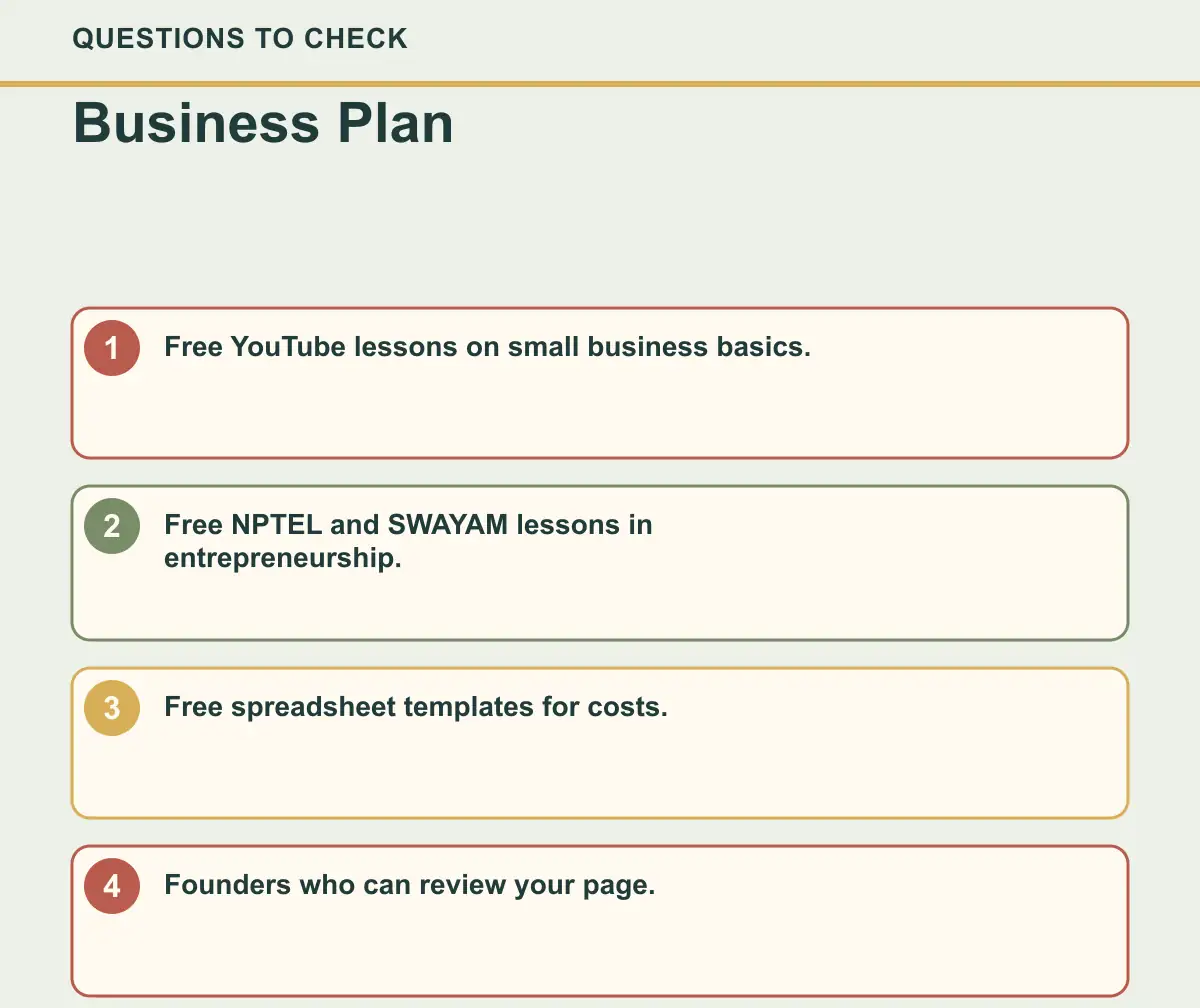 QUESTIONS TO CHECK
Business Plan
1
Free YouTube lessons on small business basics.
2
Free NPTEL and SWAYAM lessons in
entrepreneurship.
3
Free spreadsheet templates for costs.
4
Founders who can review your page.